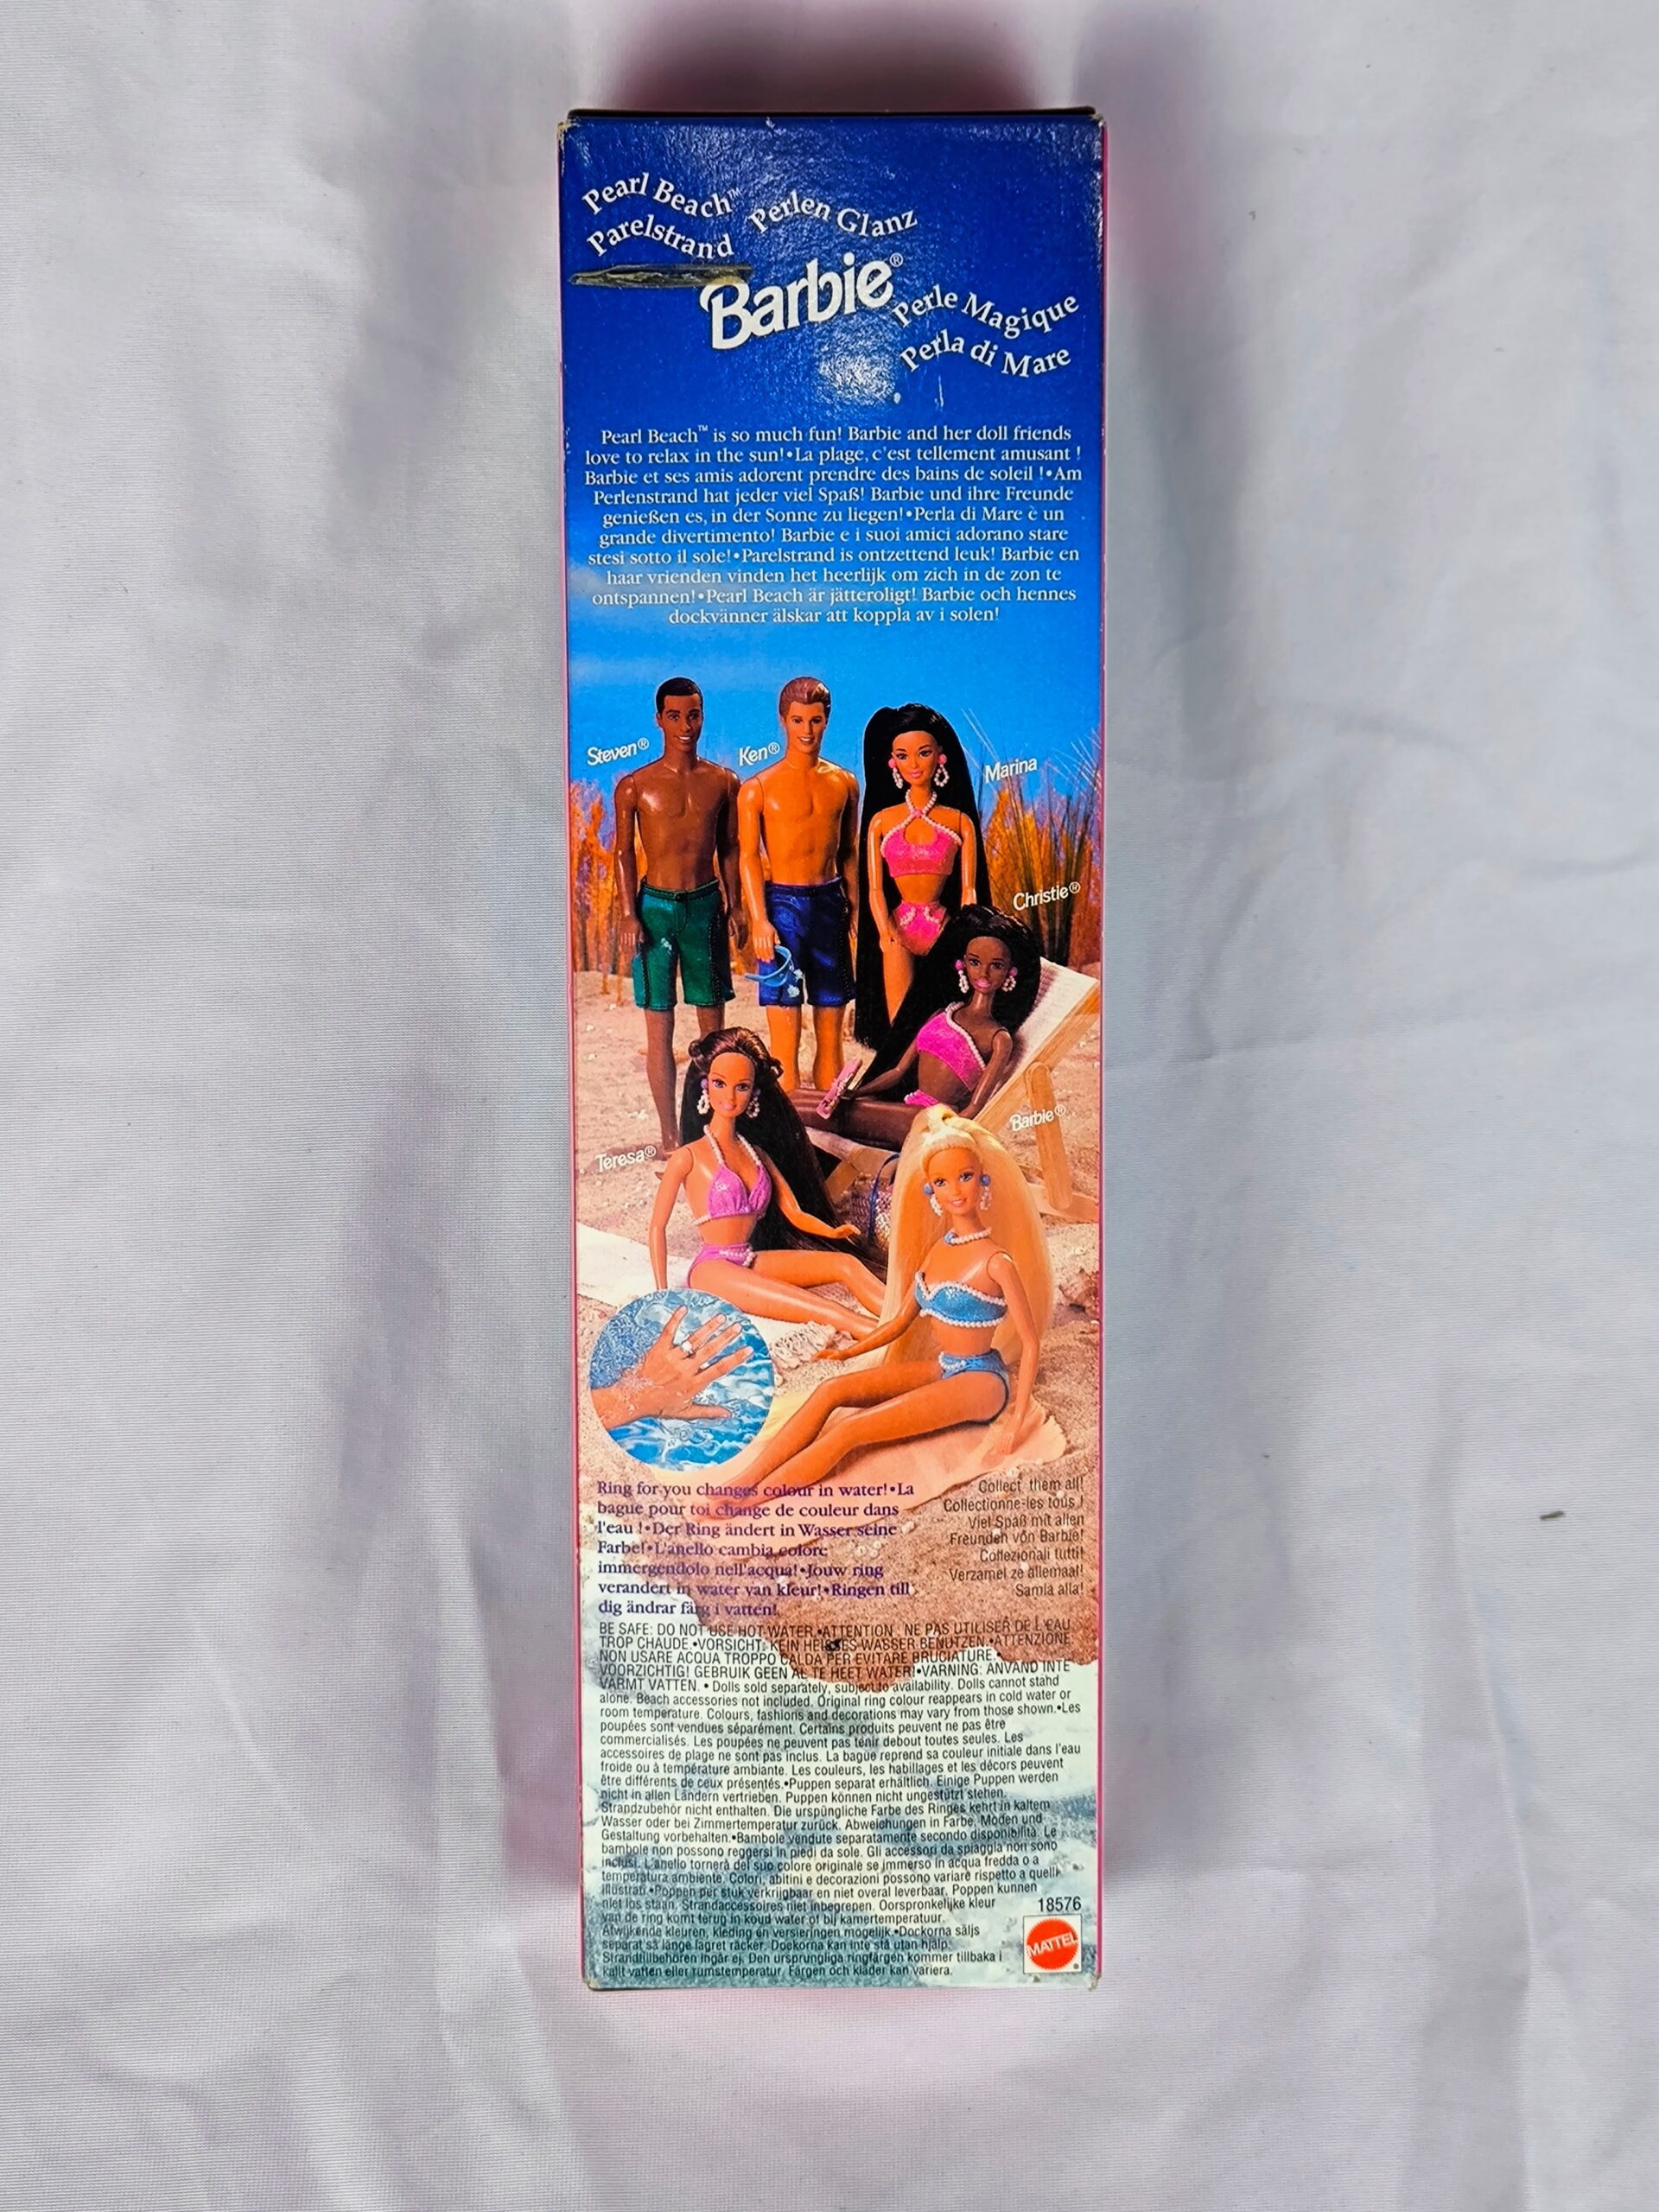 Pearl Beach™
Parelstrand
Perlen Glanz
Barbie®
Perle Magique
Perla di Mare
Pearl Beach™ is so much fun! Barbie and her doll friends
love to relax in the sun!•La plage, c'est tellement amusant !
Barbie et ses amis adorent prendre des bains de soleil !•Am
Perlenstrand hat jeder viel Spaß! Barbie und ihre Freunde
genießen es, in der Sonne zu liegen!•Perla di Mare è un
grande divertimento! Barbie e i suoi amici adorano stare
stesi sotto il sole!•Parelstrand is ontzettend leuk! Barbie en
haar vrienden vinden het heerlijk om zich in de zon te
ontspannen!•Pearl Beach är jätteroligt! Barbie och hennes
dockvänner älskar att koppla av i solen!
Steven®
Ken®
Marina
Christie®
Barbie®
Teresa®
Ring for you changes colour in water!•La
bague pour toi change de couleur dans
l'eau !•Der Ring ändert in Wasser seine
Farbe!•L'anello cambia colore
immergendolo nell'acqua!•Jouw ring
verandert in water van kleur!•Ringen till
dig ändrar färg i vatten!
Collect them all!
Collectionne-les tous !
Viel Spaß mit allen
Freunden von Barbie!
Collezionali tutti!
Verzamel ze allemaal!
Samla alla!
BE SAFE: DO NOT USE HOT WATER.•ATTENTION : NE PAS UTILISER DE L'EAU
TROP CHAUDE.•VORSICHT: KEIN HEISSES WASSER BENUTZEN.•ATTENZIONE:
NON USARE ACQUA TROPPO CALDA PER EVITARE BRUCIATURE.•
VOORZICHTIG! GEBRUIK GEEN AL TE HEET WATER!•VARNING: ANVÄND INTE
VARMT VATTEN. • Dolls sold separately, subject to availability. Dolls cannot stand
alone. Beach accessories not included. Original ring colour reappears in cold water or
room temperature. Colours, fashions and decorations may vary from those shown.•Les
poupées sont vendues séparément. Certains produits peuvent ne pas être
commercialisés. Les poupées ne peuvent pas tenir debout toutes seules. Les
accessoires de plage ne sont pas inclus. La bague reprend sa couleur initiale dans l'eau
froide ou à température ambiante. Les couleurs, les habillages et les décors peuvent
être différents de ceux présentés.•Puppen separat erhältlich. Einige Puppen werden
nicht in allen Ländern vertrieben. Puppen können nicht ungestützt stehen.
Strandzubehör nicht enthalten. Die urspüngliche Farbe des Ringes kehrt in kaltem
Wasser oder bei Zimmertemperatur zurück. Abweichungen in Farbe, Moden und
Gestaltung vorbehalten.•Bambole vendute separatamente secondo disponibilità. Le
bambole non possono reggersi in piedi da sole. Gli accessori da spiaggia non sono
inclusi. L'anello tornerà del suo colore originale se immerso in acqua fredda o a
temperatura ambiente. Colori, abitini e decorazioni possono variare rispetto a quelli
illustrati.•Poppen per stuk verkrijgbaar en niet overal leverbaar. Poppen kunnen
niet los staan. Strandaccessoires niet inbegrepen. Oorspronkelijke kleur
van de ring komt terug in koud water of bij kamertemperatuur.
Afwijkende kleuren, kleding en versieringen mogelijk.•Dockorna säljs
separat så länge lagret räcker. Dockorna kan inte stå utan hjälp.
Strandtillbehören ingår ej. Den ursprungliga ringfärgen kommer tillbaka i
kallt vatten eller rumstemperatur. Färgen och kläder kan variera.
18576
MATTEL